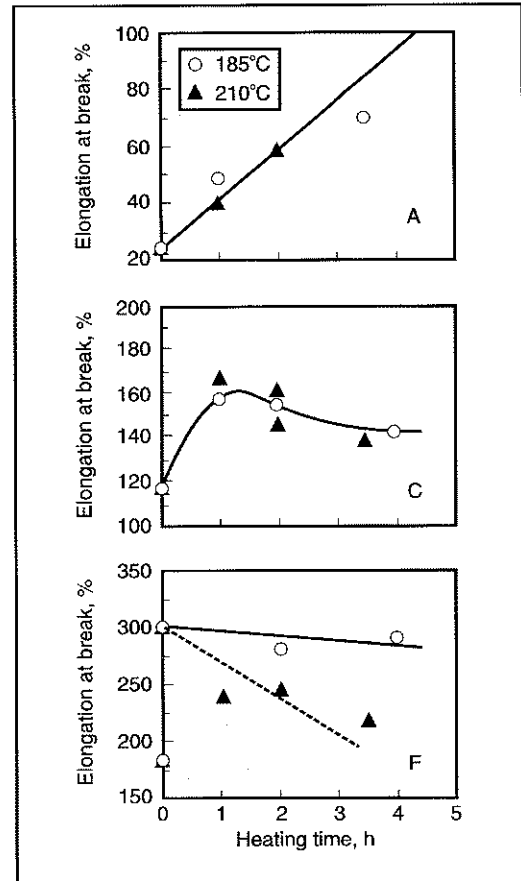 Elongation at break, %
100
80
60
40
20
185°C
210°C
A
Elongation at break, %
200
180
160
140
120
100
C
Elongation at break, %
350
300
250
200
150
F
0 1 2 3 4 5
Heating time, h